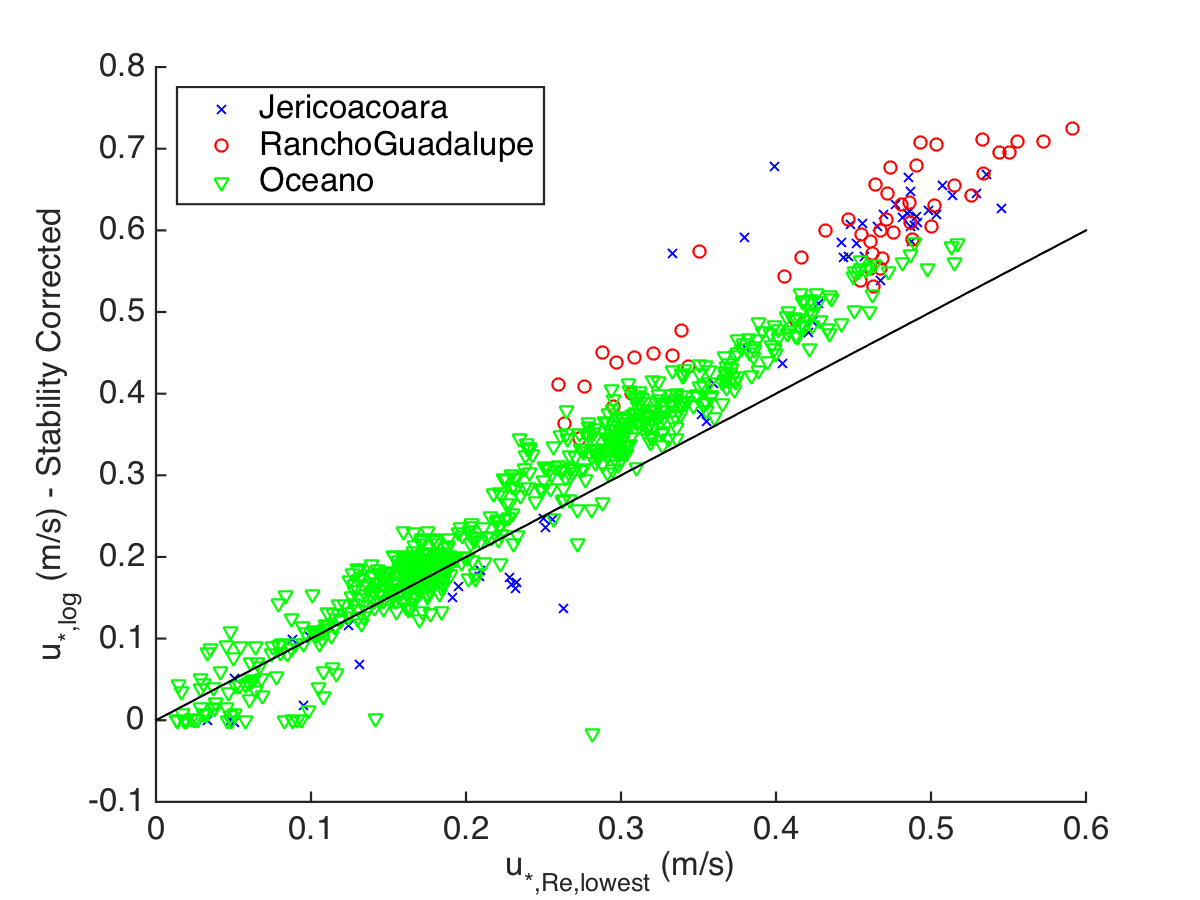 0.8
0.7
0.6
0.5
0.4
0.3
0.2
0.1
0
-0.1
u*,log (m/s) - Stability Corrected
Jericoacoara
RanchoGuadalupe
Oceano
0 0.1 0.2 0.3 0.4 0.5 0.6
u*,Re,lowest (m/s)